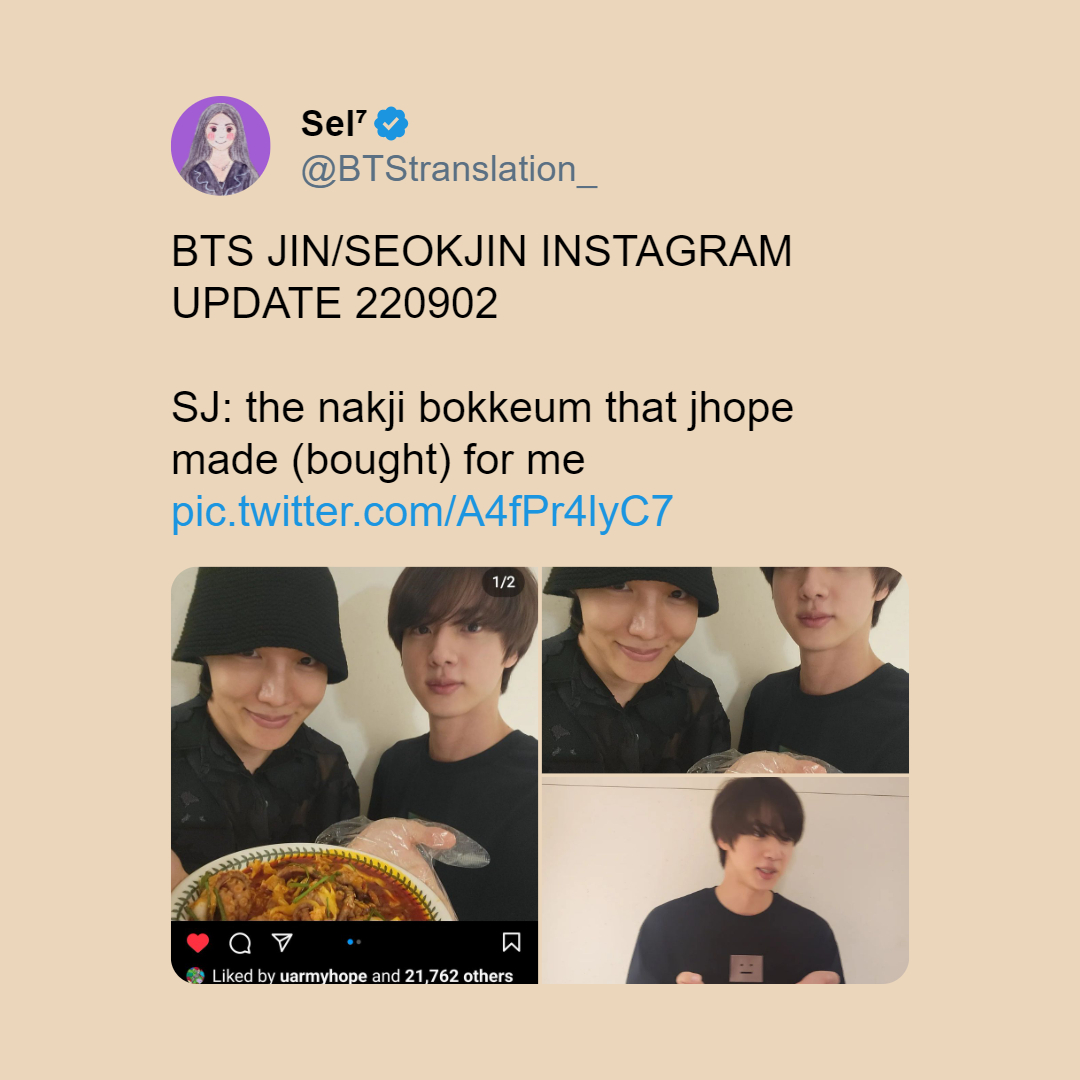 Sel⁷
@BTStranslation_
BTS JIN/SEOKJIN INSTAGRAM
UPDATE 220902
SJ: the nakji bokkeum that jhope
made (bought) for me
pic.twitter.com/A4fPr4lyC7
1/2
Liked by uarmyhope and 21,762 others